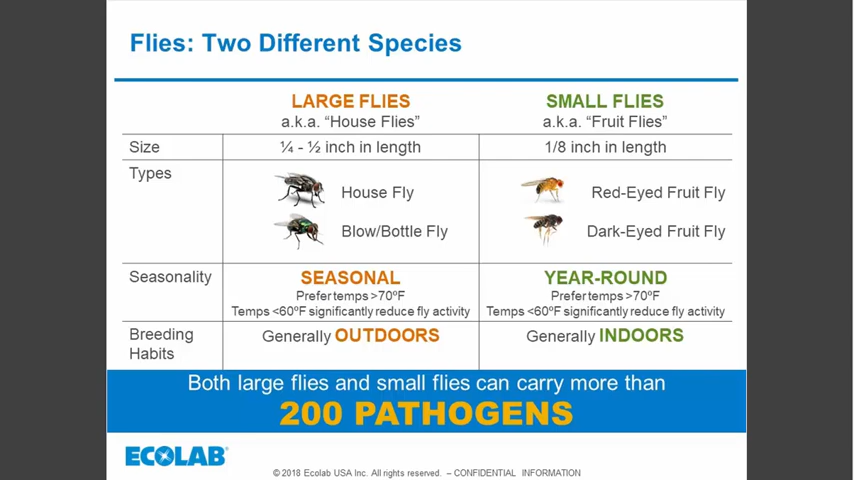 Flies: Two Different Species
LARGE FLIES
a.k.a. “House Flies”
SMALL FLIES
a.k.a. “Fruit Flies”
Size
¼ - ½ inch in length
1/8 inch in length
Types
House Fly
Blow/Bottle Fly
Red-Eyed Fruit Fly
Dark-Eyed Fruit Fly
Seasonality
SEASONAL
Prefer temps >70ºF
Temps <60ºF significantly reduce fly activity
YEAR-ROUND
Prefer temps >70ºF
Temps <60ºF significantly reduce fly activity
Breeding
Habits
Generally OUTDOORS
Generally INDOORS
Both large flies and small flies can carry more than
200 PATHOGENS
ECOLAB®
© 2018 Ecolab USA Inc. All rights reserved. – CONFIDENTIAL INFORMATION